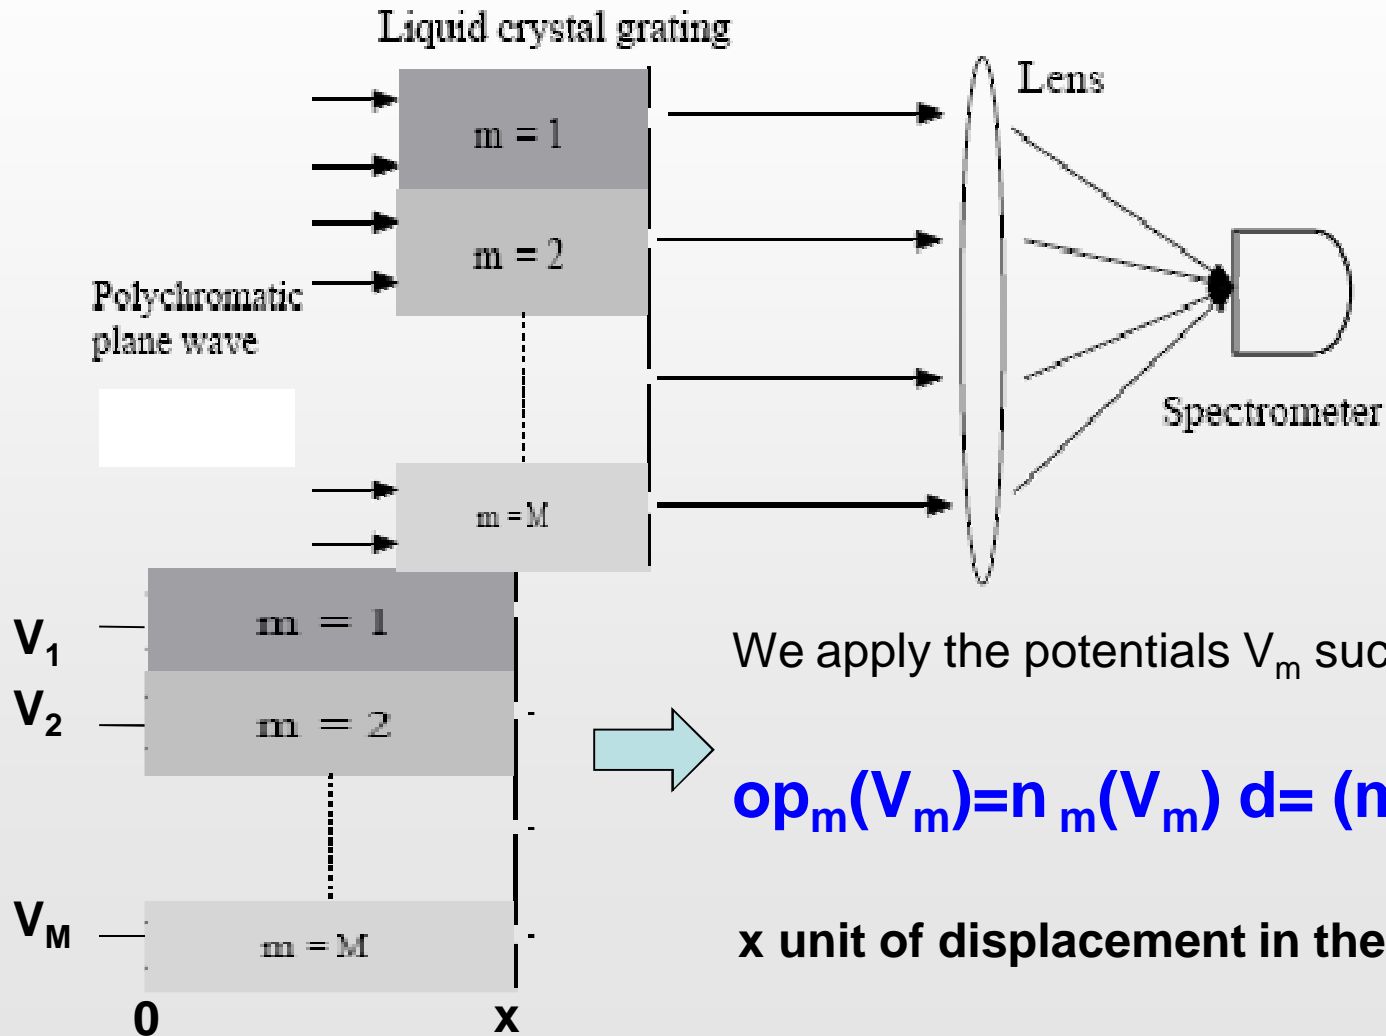 Liquid crystal grating
Lens
m = 1
m = 2
Polychromatic
plane wave
Spectrometer
m = M
m = 1
V₁
We apply the potentials Vₘ suc
V₂
m = 2
opₘ(Vₘ)=n ₘ(Vₘ) d= (m
V_M
m = M
x unit of displacement in the
0 x